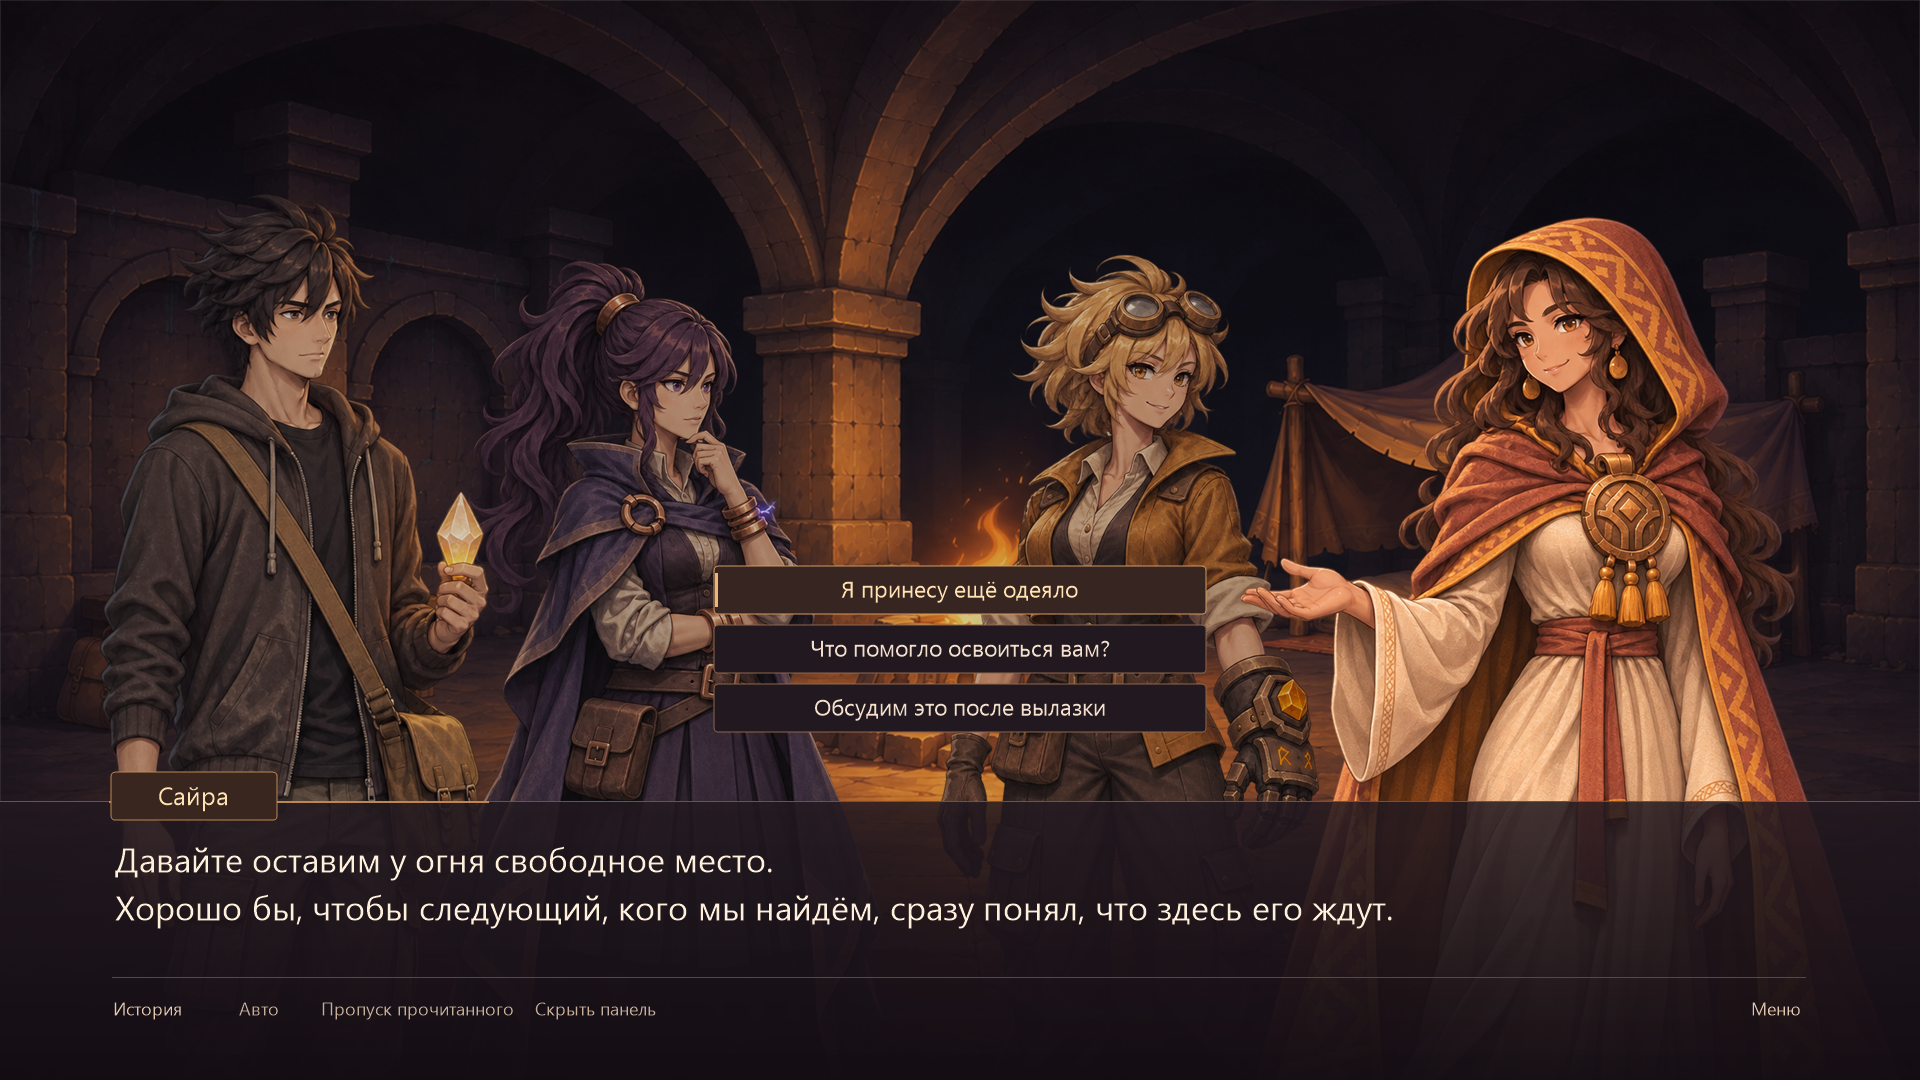 Я принесу ещё одеяло
Что помогло освоиться вам?
Обсудим это после вылазки
Сайра
Давайте оставим у огня свободное место.
Хорошо бы, чтобы следующий, кого мы найдём, сразу понял, что здесь его ждут.
История Авто Пропуск прочитанного Скрыть панель Меню